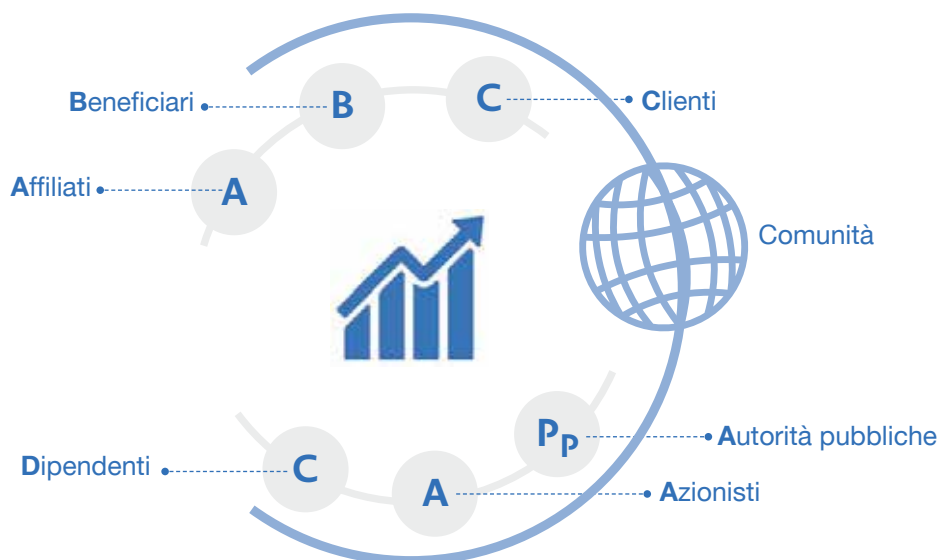 Beneficiari
B
C
Clienti
Affiliati
A
Comunità
Dipendenti
C
A
Azionisti
PP
Autorità pubbliche